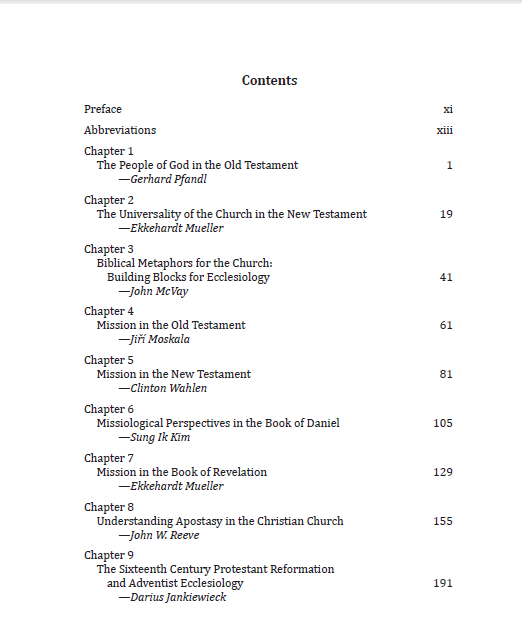 Contents
Preface xi
Abbreviations xiii
Chapter 1
The People of God in the Old Testament 1
—Gerhard Pfandl
Chapter 2
The Universality of the Church in the New Testament 19
—Ekkehardt Mueller
Chapter 3
Biblical Metaphors for the Church:
Building Blocks for Ecclesiology 41
—John McVay
Chapter 4
Mission in the Old Testament 61
—Jiří Moskala
Chapter 5
Mission in the New Testament 81
—Clinton Wahlen
Chapter 6
Missiological Perspectives in the Book of Daniel 105
—Sung Ik Kim
Chapter 7
Mission in the Book of Revelation 129
—Ekkehardt Mueller
Chapter 8
Understanding Apostasy in the Christian Church 155
—John W. Reeve
Chapter 9
The Sixteenth Century Protestant Reformation
and Adventist Ecclesiology 191
—Darius Jankiewieck